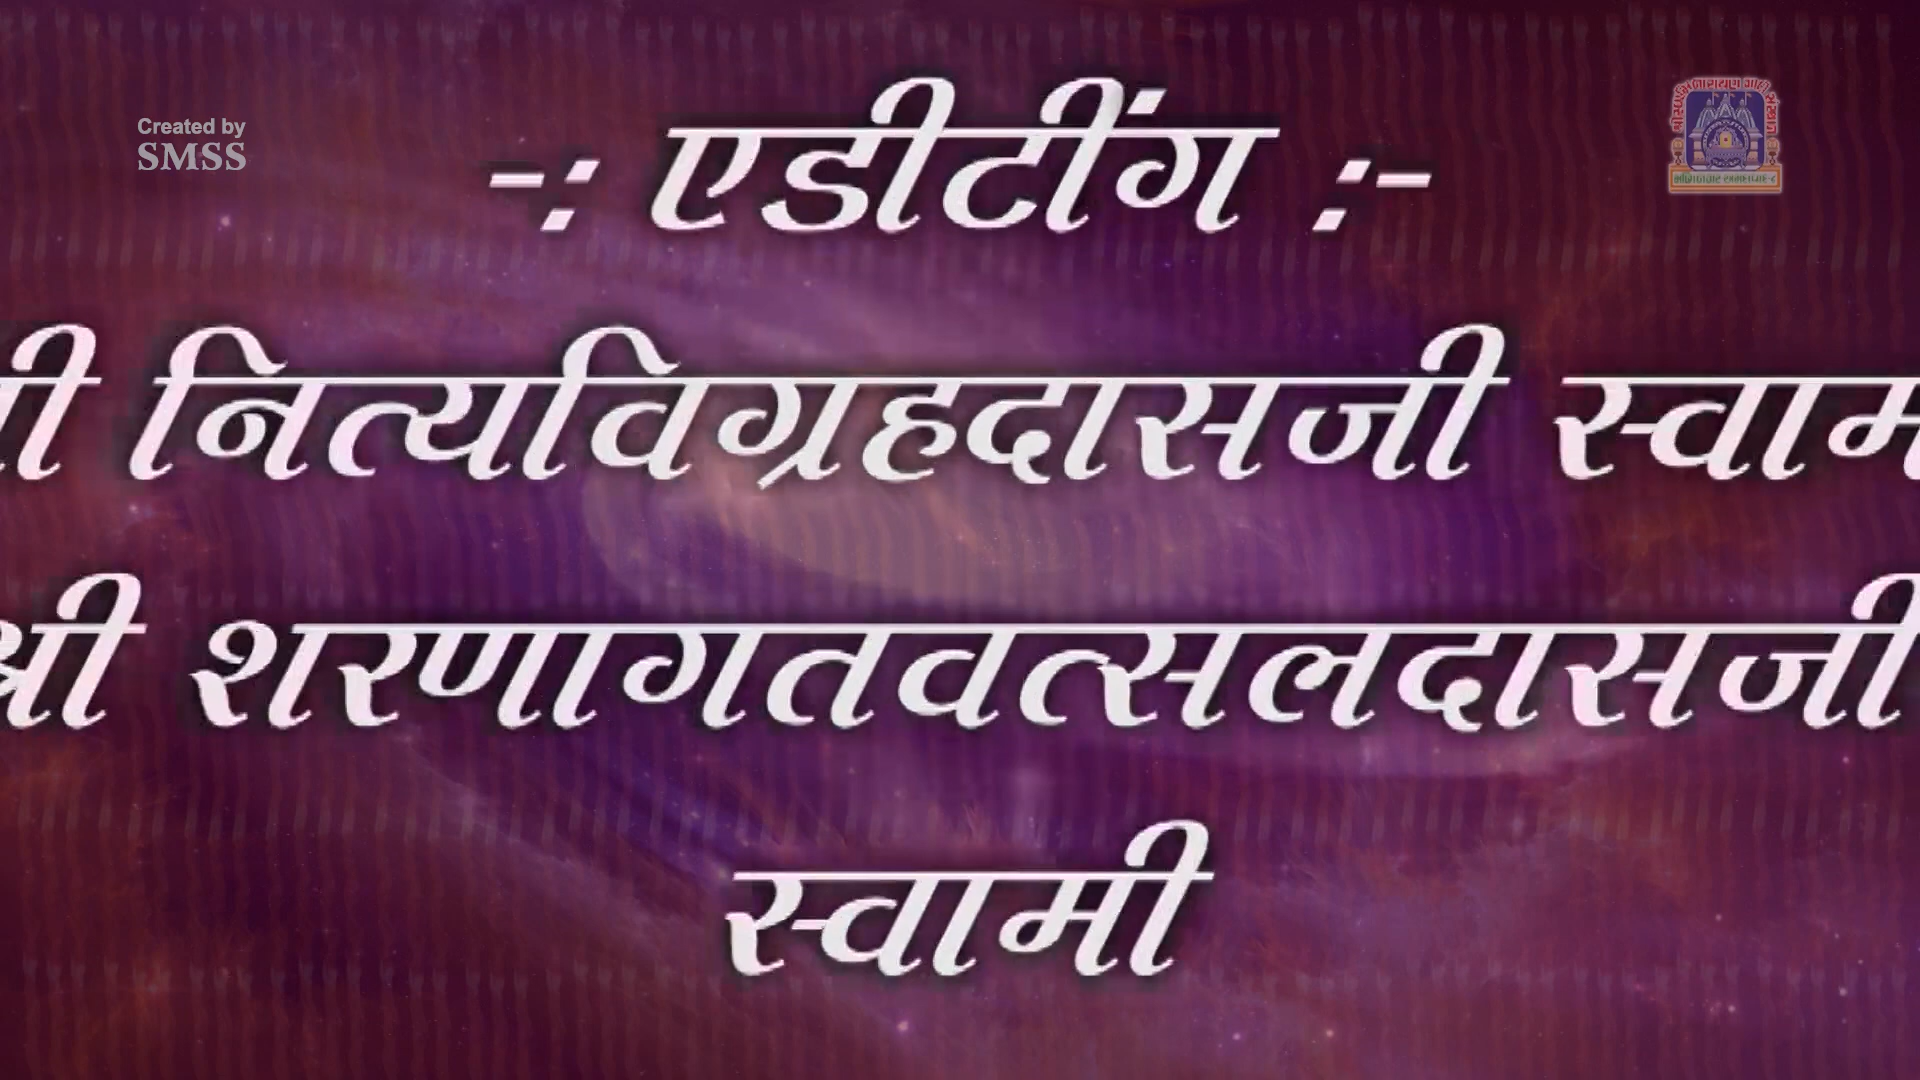 Created by
SMSS
-: एडीटींग :-
नित्यविग्रहदासजी
श्री शरणागतवत्सलदासजी
स्वामी